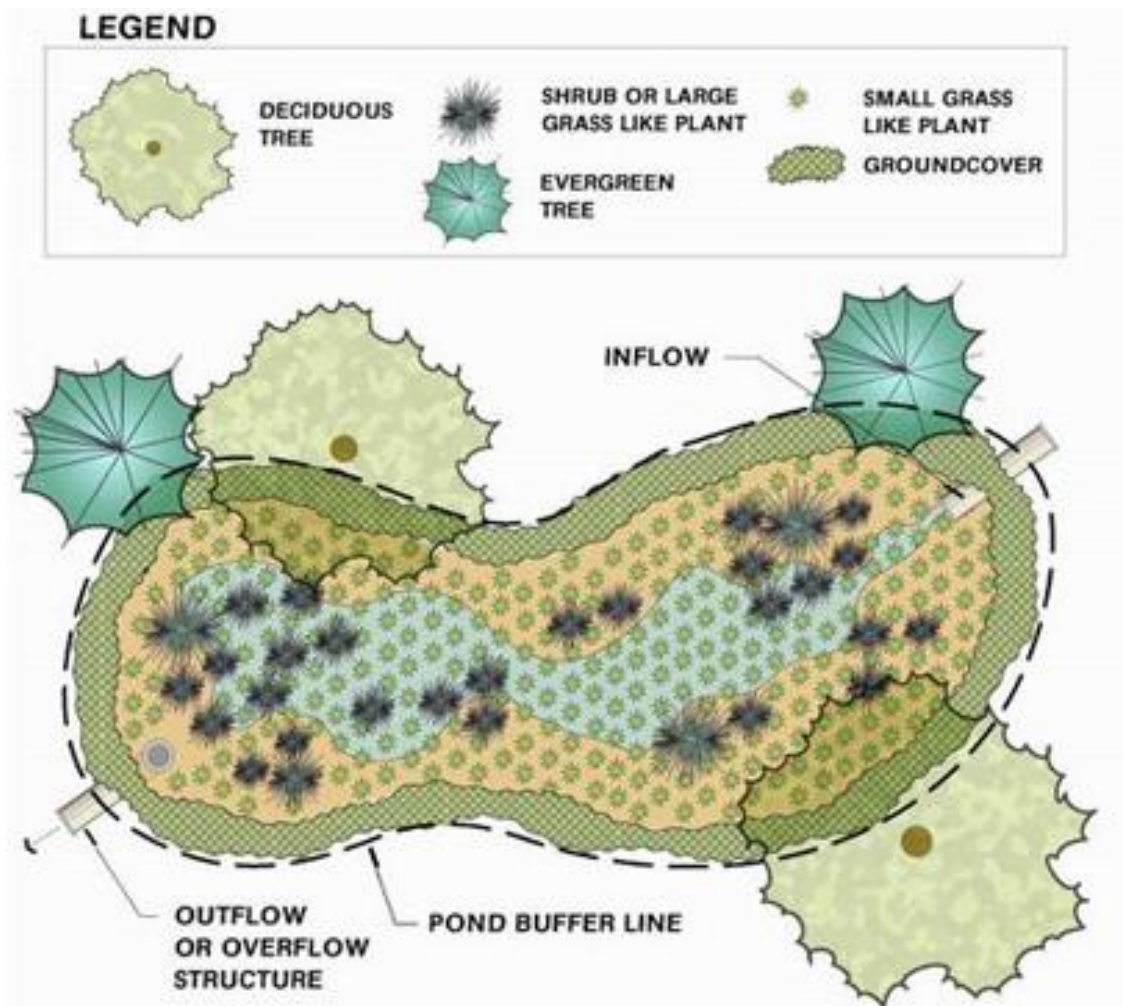 LEGEND
DECIDUOUS
TREE
SHRUB OR LARGE
GRASS LIKE PLANT
EVERGREEN
TREE
SMALL GRASS
LIKE PLANT
GROUNDCOVER
INFLOW
OUTFLOW
OR OVERFLOW
STRUCTURE
POND BUFFER LINE